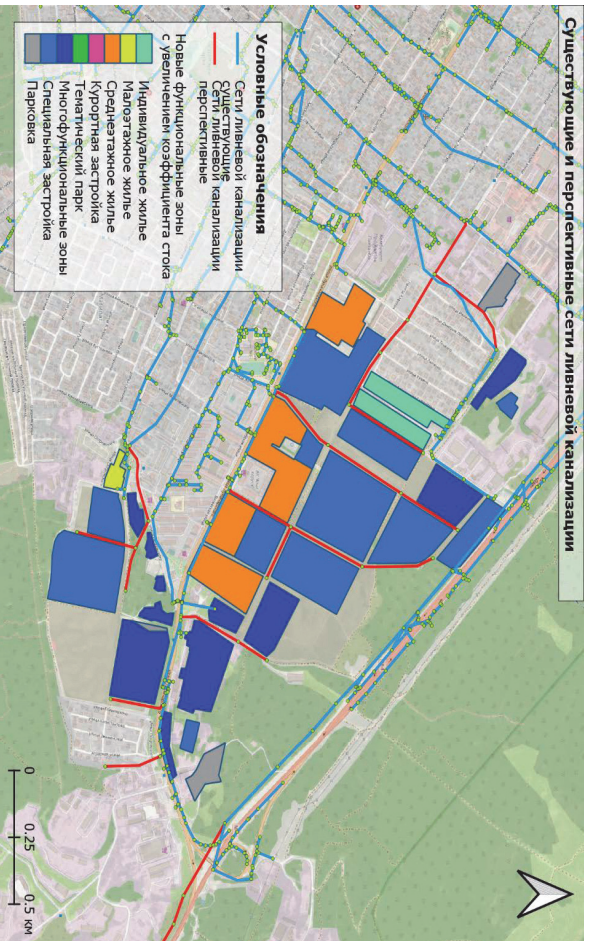 Существующие и перспективные сети ливневой канализации
Условные обозначения
Сети ливневой канализации
существующие
Сети ливневой канализации
перспективные
Новые функциональные зоны
с увеличением коэффициента стока
Индивидуальное жилье
Малоэтажное жилье
Среднеэтажное жилье
Курортная застройка
Тематический парк
Многофункциональные зоны
Специальная застройка
Парковка
0
0.25
0.5 км